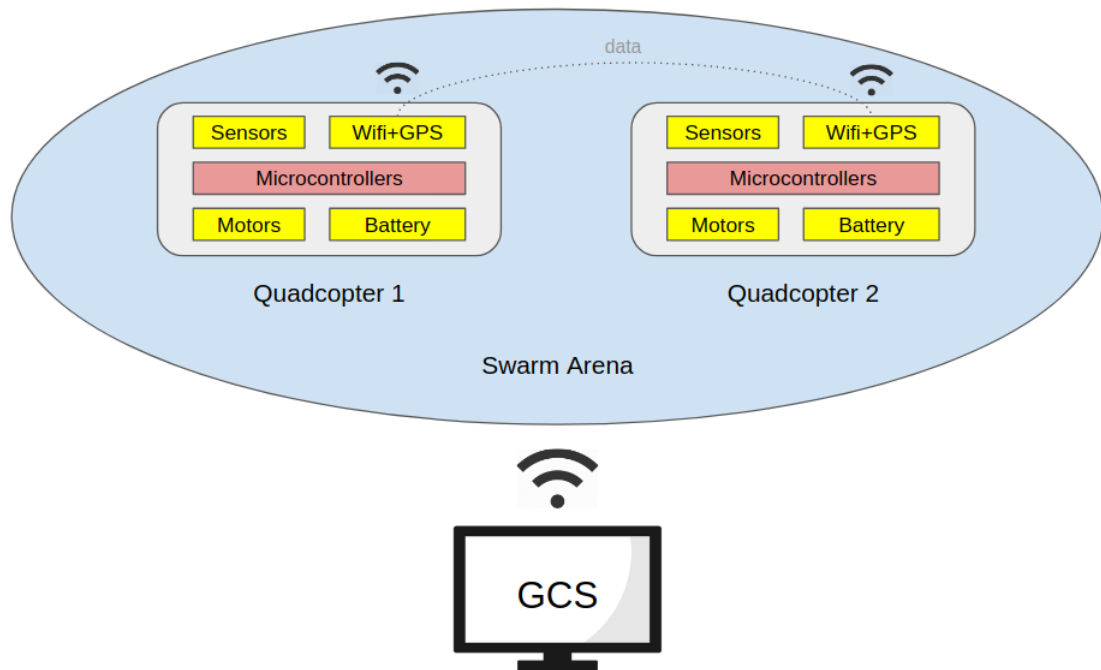 data
Sensors Wifi+GPS
Microcontrollers
Motors Battery
Quadcopter 1
Sensors Wifi+GPS
Microcontrollers
Motors Battery
Quadcopter 2
Swarm Arena
GCS